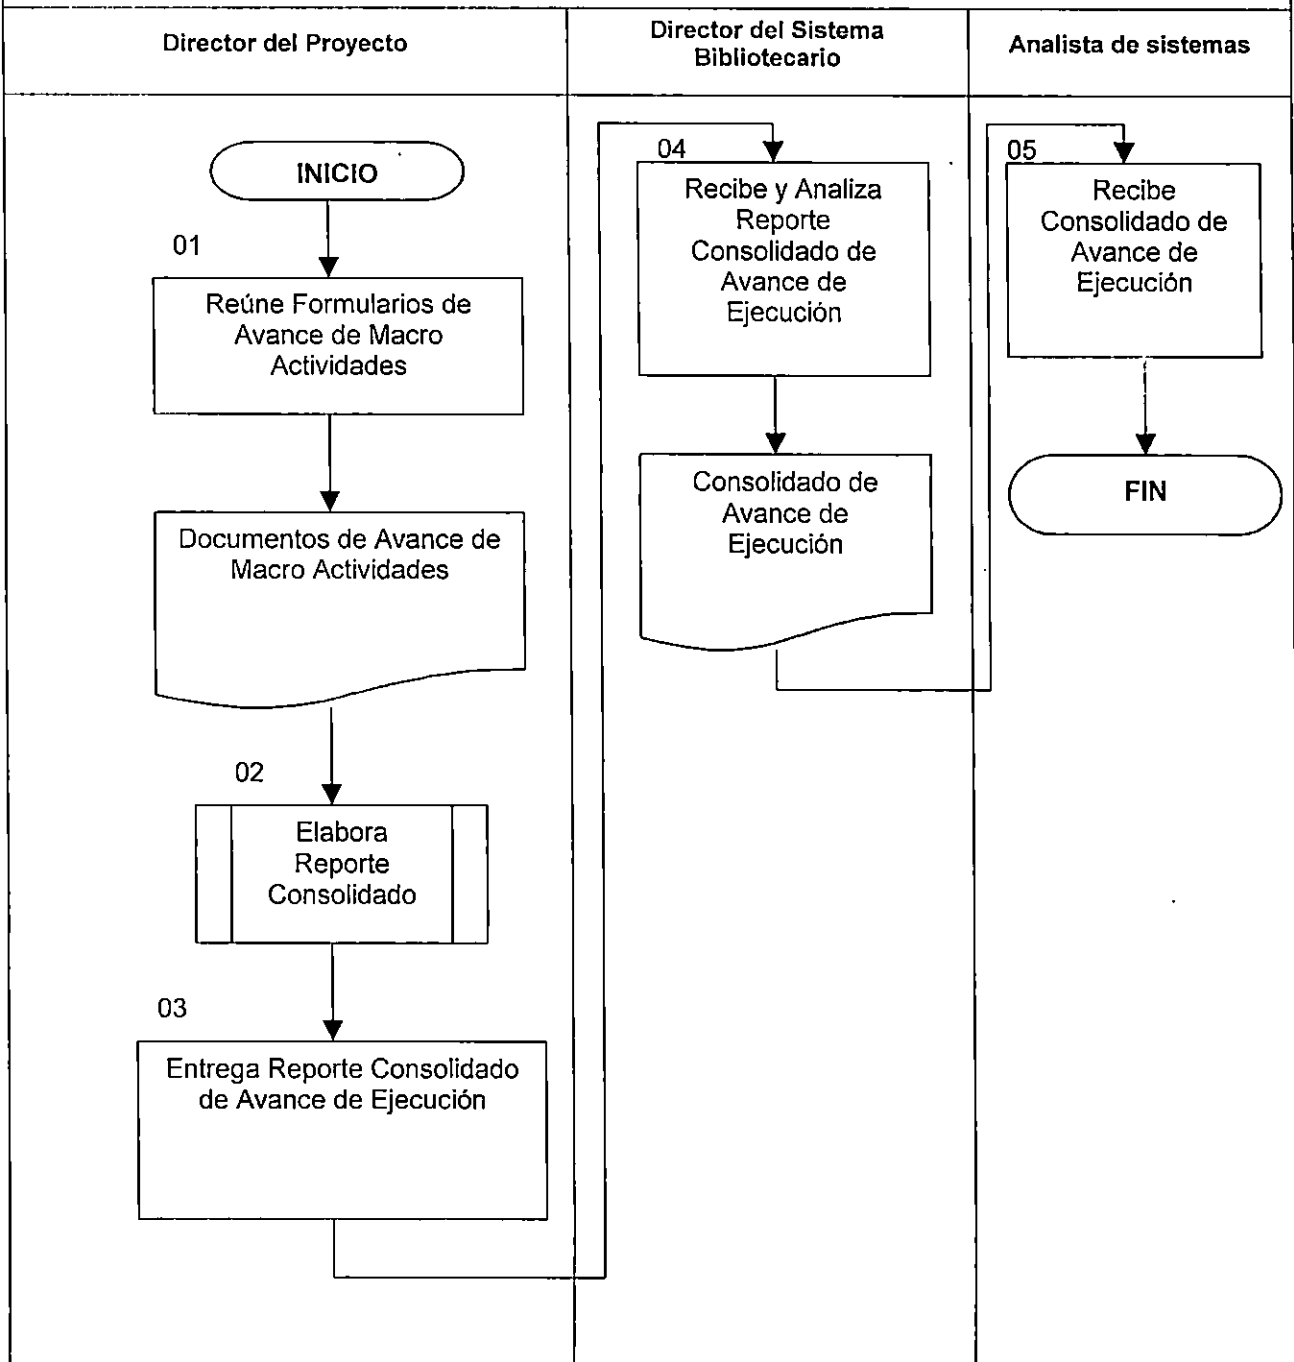 Director del Proyecto
Director del Sistema
Bibliotecario
Analista de sistemas
INICIO
01
Reúne Formularios de
Avance de Macro
Actividades
Documentos de Avance de
Macro Actividades
02
Elabora
Reporte
Consolidado
03
Entrega Reporte Consolidado
de Avance de Ejecución
04
Recibe y Analiza
Reporte
Consolidado de
Avance de
Ejecución
Consolidado de
Avance de
Ejecución
05
Recibe
Consolidado de
Avance de
Ejecución
FIN